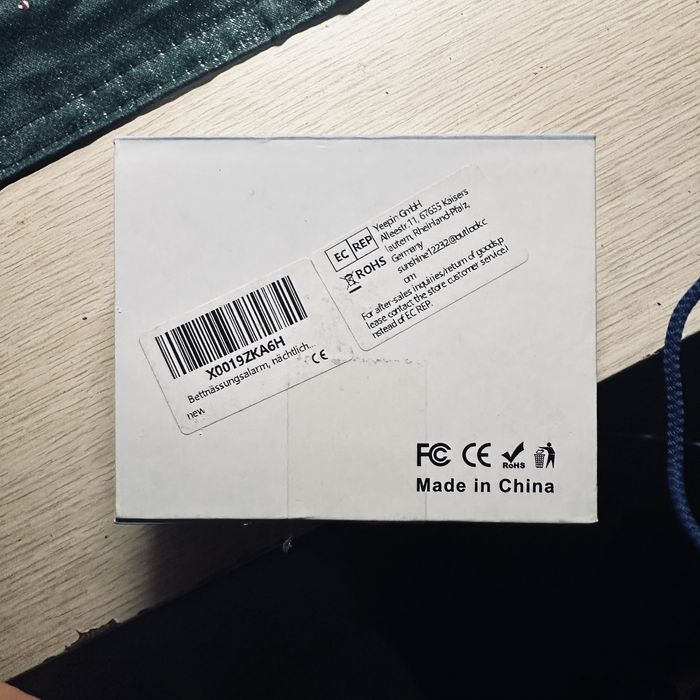 EC REP
ROHS
Yeepin GmbH
Alleestr.11, 67655 Kaisers
lautern, Rheinland-Pfalz,
Germany
sunshine12232@outlook.c
om
For after-sales inquiries/return of goods,p
lease contact the store customer service,i
nstead of EC REP.
X0019ZKA6H
Bettnässungsalarm, nächtlich...
new
CE
FC CE RoHS
Made in China